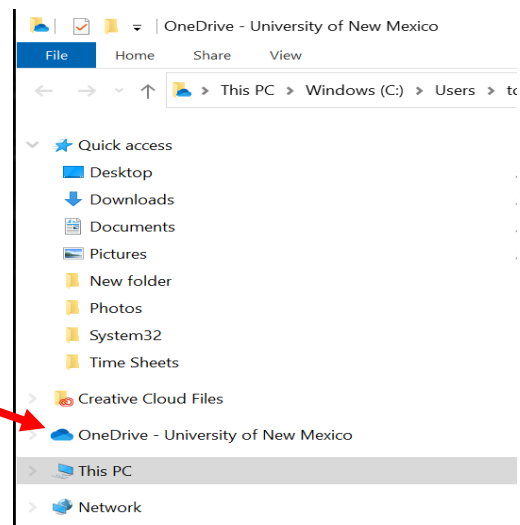 OneDrive - University of New Mexico
File Home Share View
This PC > Windows (C:) > Users >
Quick access
Desktop
Downloads
Documents
Pictures
New folder
Photos
System32
Time Sheets
Creative Cloud Files
OneDrive - University of New Mexico
This PC
Network